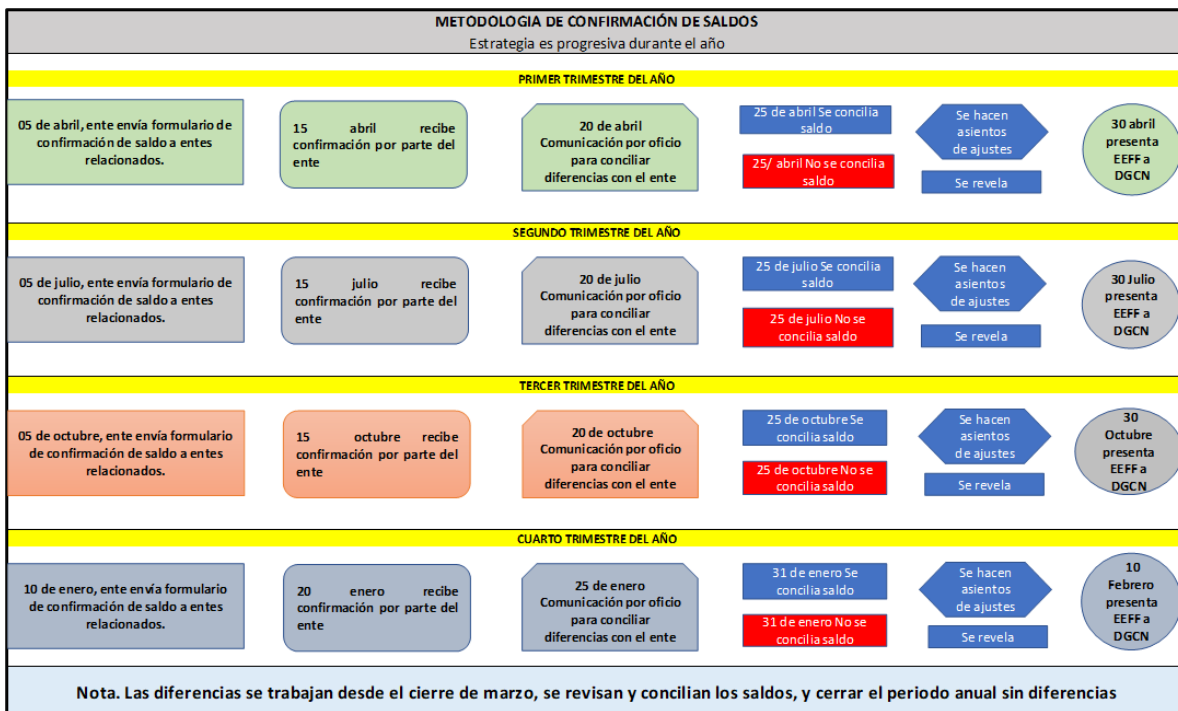 METODOLOGIA DE CONFIRMACIÓN DE SALDOS
Estrategia es progresiva durante el año
PRIMER TRIMESTRE DEL AÑO
05 de abril, ente envía formulario de
confirmación de saldo a entes
relacionados.
15 abril recibe
confirmación por parte del
ente
20 de abril
Comunicación por oficio
para conciliar
diferencias con el ente
25 de abril Se concilia
saldo
25/ abril No se concilia
saldo
Se hacen
asientos
de ajustes
Se revela
30 abril
presenta
EEFF a
DGCN
SEGUNDO TRIMESTRE DEL AÑO
05 de julio, ente envía formulario de
confirmación de saldo a entes
relacionados.
15 julio recibe
confirmación por parte del
ente
20 de julio
Comunicación por oficio
para conciliar
diferencias con el ente
25 de julio Se concilia
saldo
25 de julio No se
concilia saldo
Se hacen
asientos
de ajustes
Se revela
30 Julio
presenta
EEFF a
DGCN
TERCER TRIMESTRE DEL AÑO
05 de octubre, ente envía formulario
de confirmación de saldo a entes
relacionados.
15 octubre recibe
confirmación por parte del
ente
20 de octubre
Comunicación por oficio
para conciliar
diferencias con el ente
25 de octubre Se
concilia saldo
25 de octubre No se
concilia saldo
Se hacen
asientos
de ajustes
Se revela
30
Octubre
presenta
EEFF a
DGCN
CUARTO TRIMESTRE DEL AÑO
10 de enero, ente envía formulario
de confirmación de saldo a entes
relacionados.
20 enero recibe
confirmación por parte del
ente
25 de enero
Comunicación por oficio
para conciliar
diferencias con el ente
31 de enero Se
concilia saldo
31 de enero No se
concilia saldo
Se hacen
asientos
de ajustes
Se revela
10
Febrero
presenta
EEFF a
DGCN
Nota. Las diferencias se trabajan desde el cierre de marzo, se revisan y concilian los saldos, y cerrar el periodo anual sin diferencias